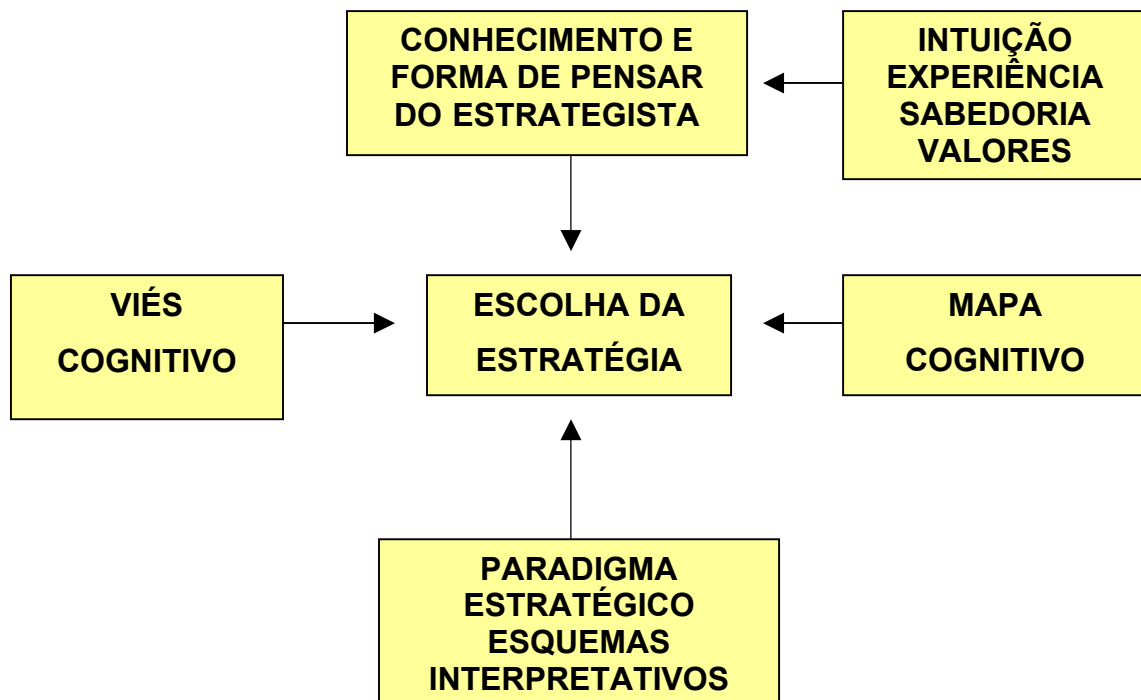 CONHECIMENTO E
FORMA DE PENSAR
DO ESTRATEGISTA
INTUIÇÃO
EXPERIÊNCIA
SABEDORIA
VALORES
VIÉS
COGNITIVO
ESCOLHA DA
ESTRATÉGIA
MAPA
COGNITIVO
PARADIGMA
ESTRATÉGICO
ESQUEMAS
INTERPRETATIVOS